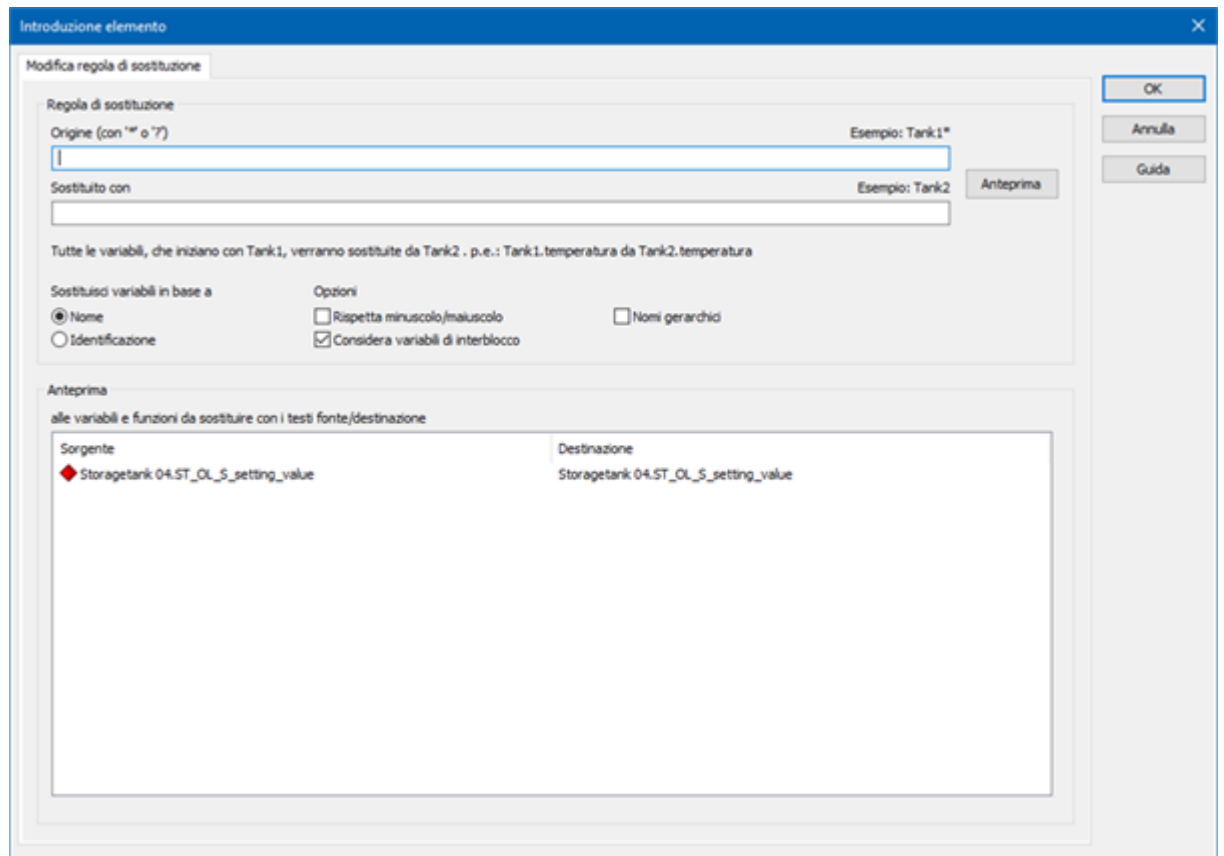 Introduzione elemento
Modifica regola di sostituzione
OK
Regola di sostituzione
Origine (con '*' o '?') Esempio: Tank1*
Annulla
Guida
Sostituito con Esempio: Tank2 Anteprima
Tutte le variabili, che iniziano con Tank1, verranno sostituite da Tank2 . p.e.: Tank1.temperatura da Tank2.temperatura
Sostituisci variabili in base a Opzioni
Nome Rispetta minuscolo/maiuscolo Nomi gerarchici
Identificazione Considera variabili di interblocco
Anteprima
alle variabili e funzioni da sostituire con i testi fonte/destinazione
Sorgente Destinazione
Storagetank 04.ST_OL_S_setting_value Storagetank 04.ST_OL_S_setting_value